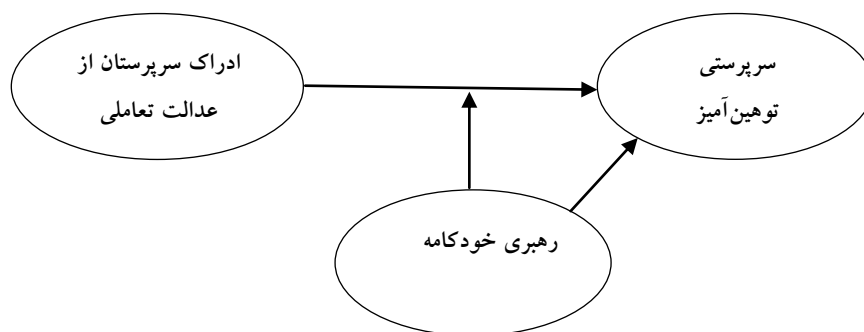 ادراک سرپرستان از
عدالت تعاملی
سرپرستی
توهین‌آمیز
رهبری خودکامه